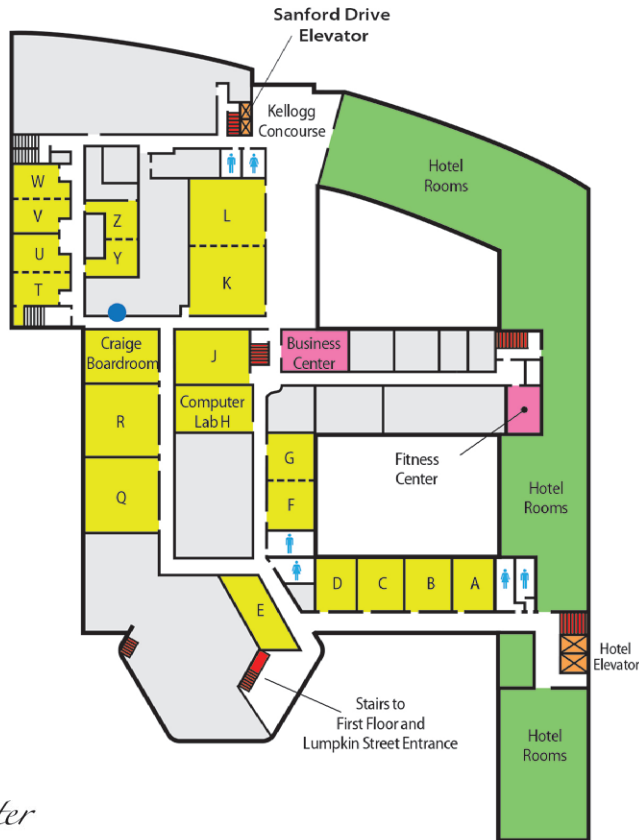 Sanford Drive
Elevator
Kellogg
Concourse
Hotel
Rooms
W
V
U
T
Z
Y
L
K
Craige
Boardroom
J
Business
Center
Computer
Lab H
R
G
Fitness
Center
Q
F
Hotel
Rooms
D
C
B
A
E
Hotel
Elevator
Stairs to
First Floor and
Lumpkin Street Entrance
Hotel
Rooms
ter